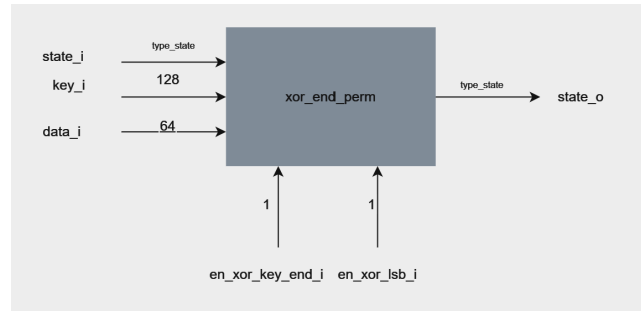 state_i type_state
key_i 128
xor_end_perm
type_state state_o
data_i 64
1 1
en_xor_key_end_i en_xor_lsb_i